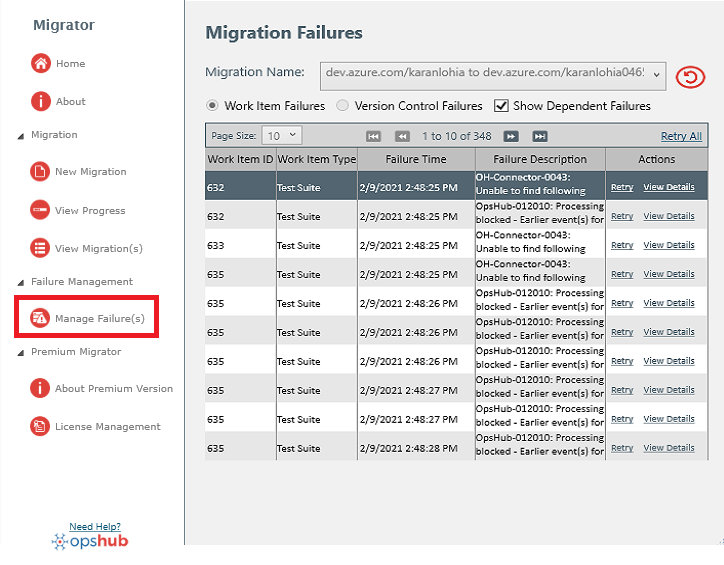 Migrator
Home
About
Migration
New Migration
View Progress
View Migration(s)
Failure Management
Manage Failure(s)
Premium Migrator
About Premium Version
License Management
Need Help?
opshub
Migration Failures
Migration Name: dev.azure.com/karanlohia to dev.azure.com/karanlohia046
Work Item Failures Version Control Failures Show Dependent Failures
Page Size: 10 1 to 10 of 348 Retry All
Work Item ID Work Item Type Failure Time Failure Description Actions
632 Test Suite 2/9/2021 2:48:25 PM OH-Connector-0043: Retry View Details
Unable to find following
632 Test Suite 2/9/2021 2:48:25 PM OpsHub-012010: Processing Retry View Details
blocked - Earlier event(s) for
633 Test Suite 2/9/2021 2:48:25 PM OH-Connector-0043: Retry View Details
Unable to find following
635 Test Suite 2/9/2021 2:48:25 PM OH-Connector-0043: Retry View Details
Unable to find following
635 Test Suite 2/9/2021 2:48:26 PM OpsHub-012010: Processing Retry View Details
blocked - Earlier event(s) for
635 Test Suite 2/9/2021 2:48:26 PM OpsHub-012010: Processing Retry View Details
blocked - Earlier event(s) for
635 Test Suite 2/9/2021 2:48:26 PM OpsHub-012010: Processing Retry View Details
blocked - Earlier event(s) for
635 Test Suite 2/9/2021 2:48:27 PM OpsHub-012010: Processing Retry View Details
blocked - Earlier event(s) for
635 Test Suite 2/9/2021 2:48:27 PM OpsHub-012010: Processing Retry View Details
blocked - Earlier event(s) for
635 Test Suite 2/9/2021 2:48:28 PM OpsHub-012010: Processing Retry View Details
blocked - Earlier event(s) for